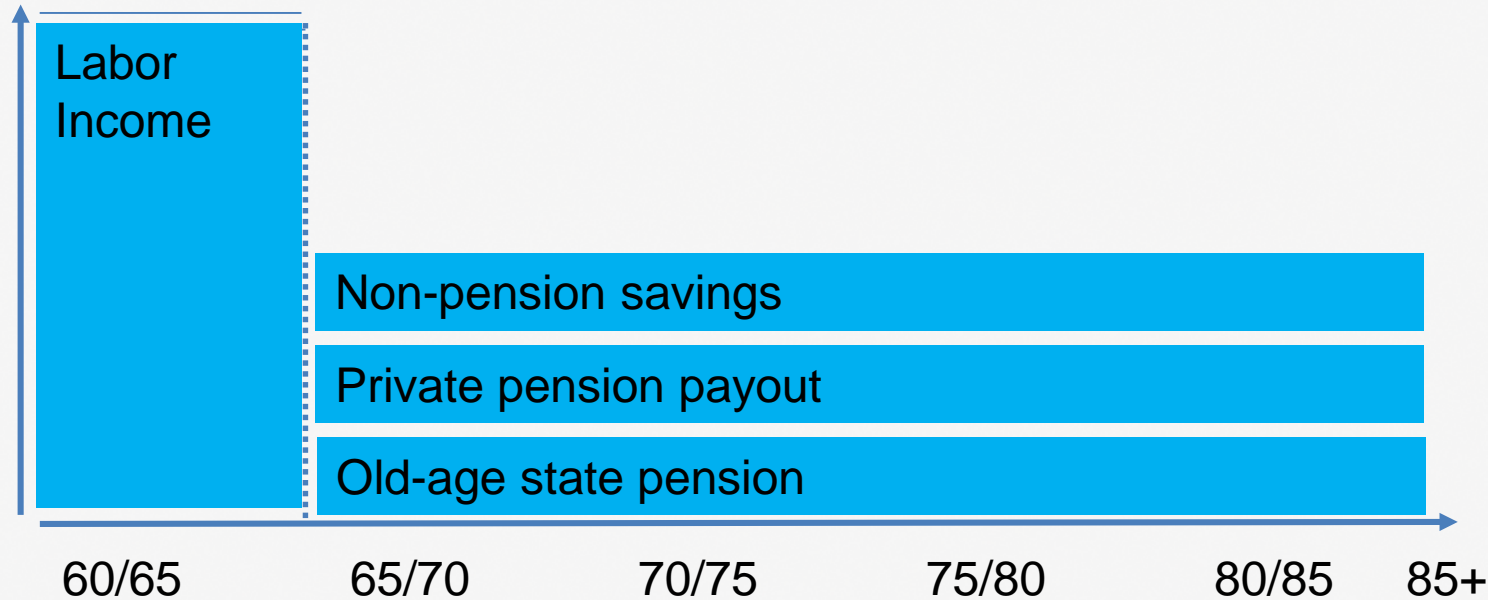 Labor
Income
Non-pension savings
Private pension payout
Old-age state pension
60/65 65/70 70/75 75/80 80/85 85+